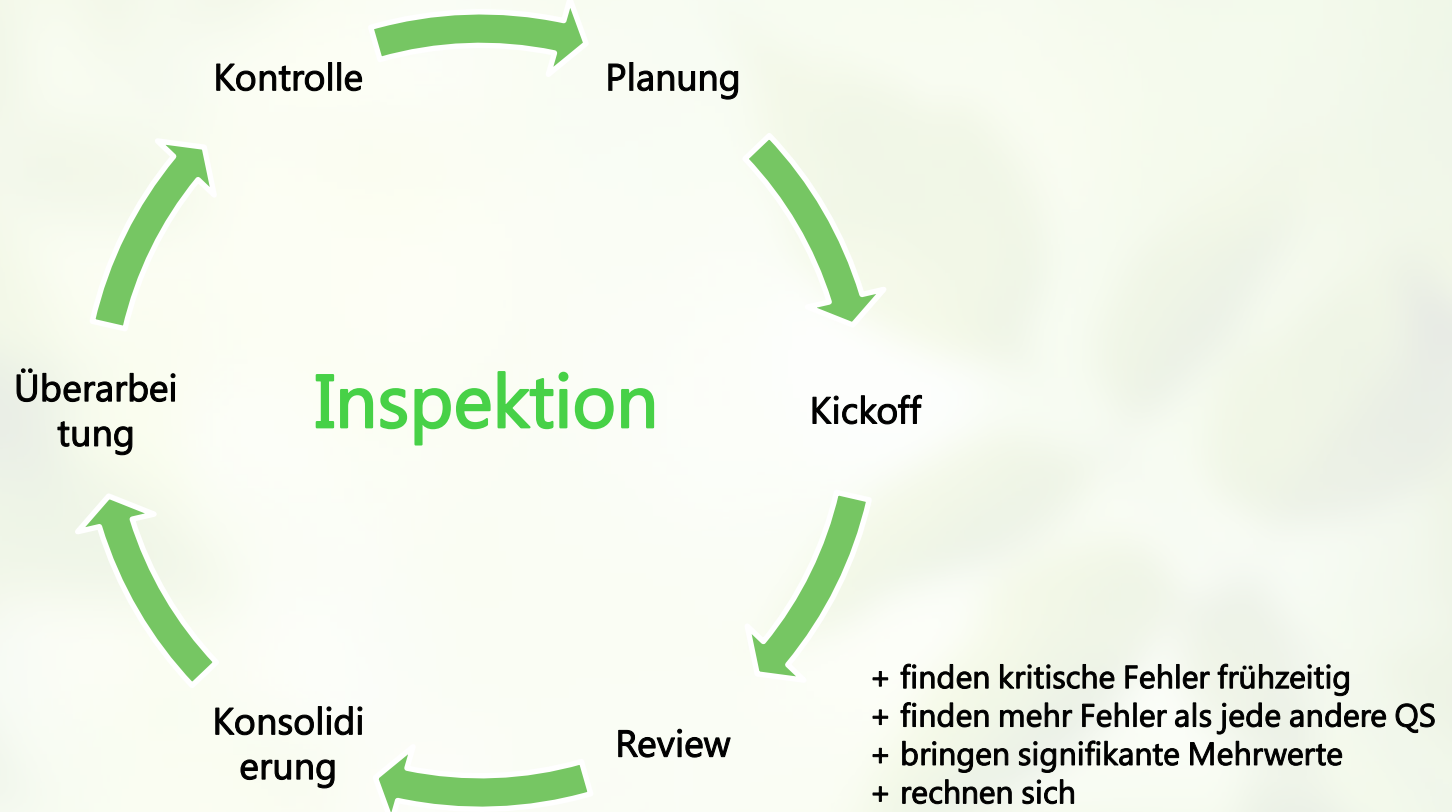 Kontrolle
Planung
Überarbei
tung
Inspektion
Kickoff
Konsolidi
erung
Review
+ finden kritische Fehler frühzeitig
+ finden mehr Fehler als jede andere QS
+ bringen signifikante Mehrwerte
+ rechnen sich